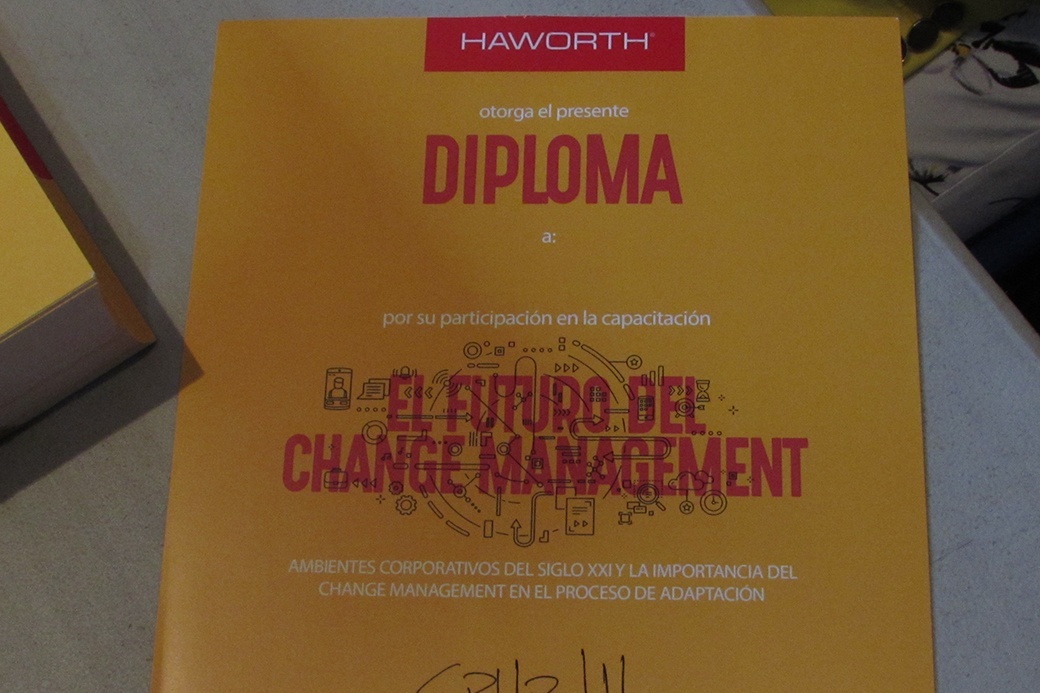 HAWORTH®
otorga el presente
DIPLOMA
a:
por su participación en la capacitación
EL FUTURO DEL
CHANGE MANAGEMENT
AMBIENTES CORPORATIVOS DEL SIGLO XXI Y LA IMPORTANCIA DEL
CHANGE MANAGEMENT EN EL PROCESO DE ADAPTACIÓN